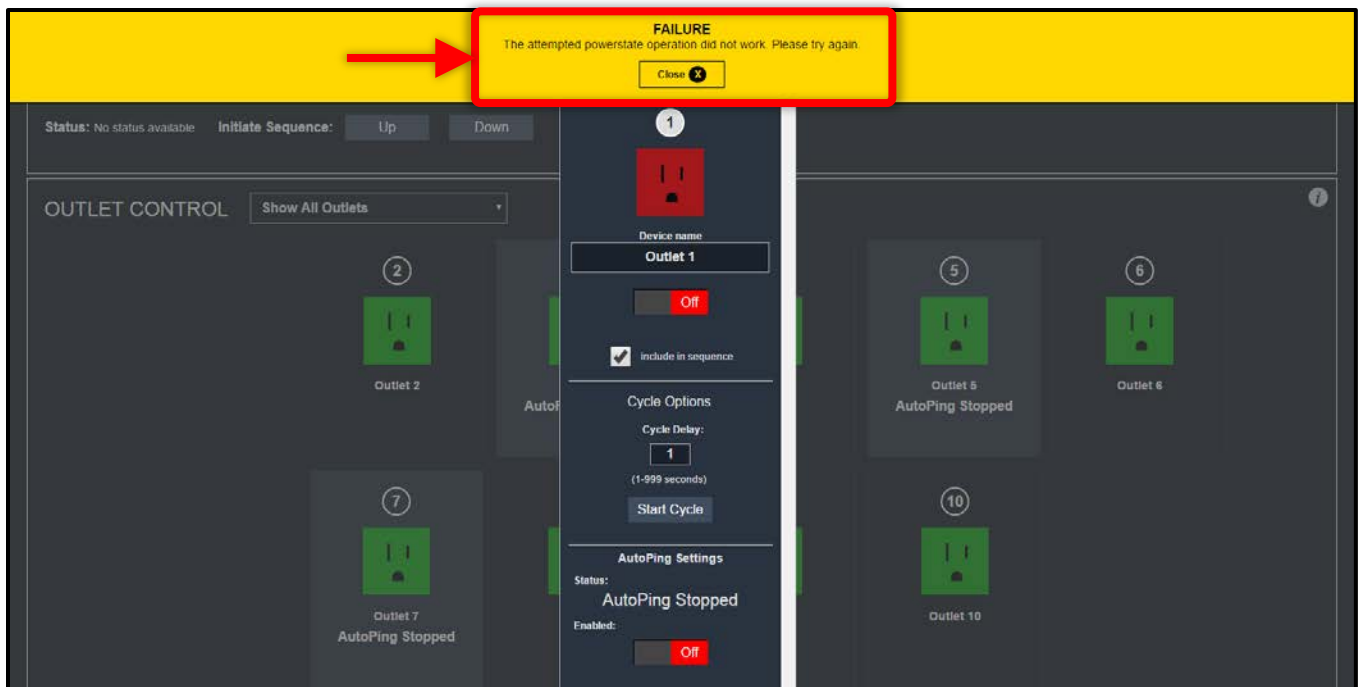 FAILURE
The attempted powerstate operation did not work. Please try again.
Close X
Status: No status available Initiate Sequence: Up Down
1
OUTLET CONTROL Show All Outlets
Device name
Outlet 1
Off
include in sequence
Cycle Options
Cycle Delay:
1
(1-999 seconds)
Start Cycle
AutoPing Settings
Status:
AutoPing Stopped
Enabled:
Off
2
Outlet 2
5
Outlet 5
AutoPing Stopped
6
Outlet 6
7
Outlet 7
AutoPing Stopped
10
Outlet 10